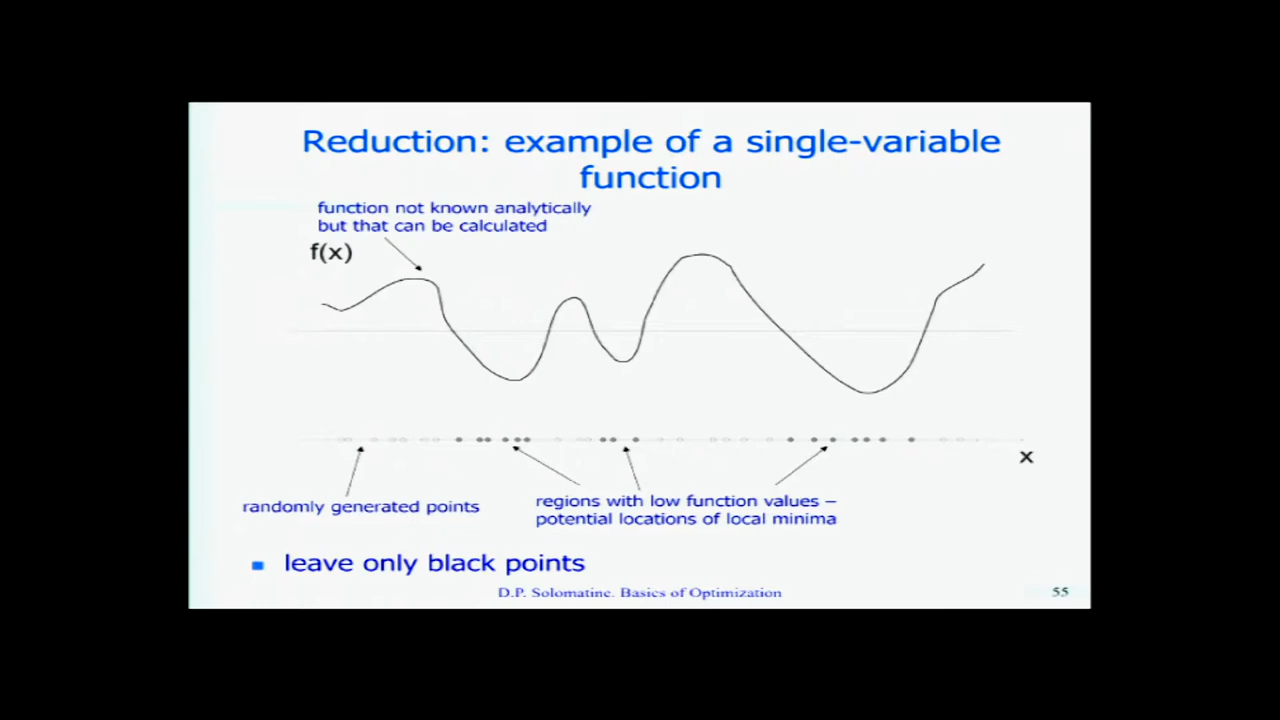 Reduction: example of a single-variable
function
function not known analytically
but that can be calculated
f(x)
x
randomly generated points
regions with low function values –
potential locations of local minima
leave only black points
D.P. Solomatine. Basics of Optimization
55